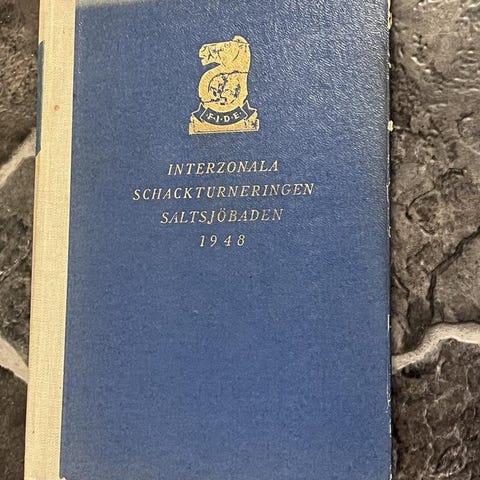 F·I·D·E
INTERZONALA
SCHACKTURNERINGEN
SALTSJÖBADEN
1948